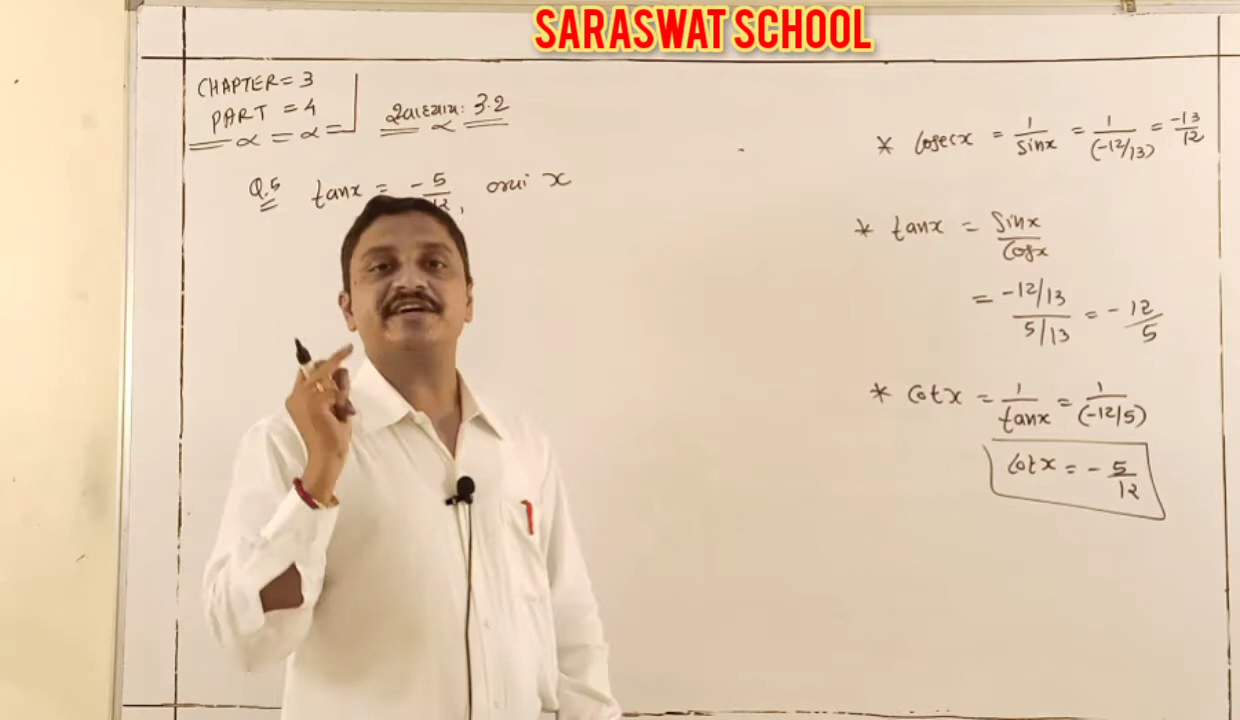 SARASWAT SCHOOL
CHAPTER = 3
PART = 4
સ્વાધ્યાય: 3.2
Q.5 tanx = -5/12, જ્યાં x
* Cosecx = 1/sinx = 1/(-12/13) = -13/12
* tanx = Sinx/Cosx
= -12/13 / 5/13 = -12/5
* Cotx = 1/tanx = 1/(-12/5)
Cotx = -5/12